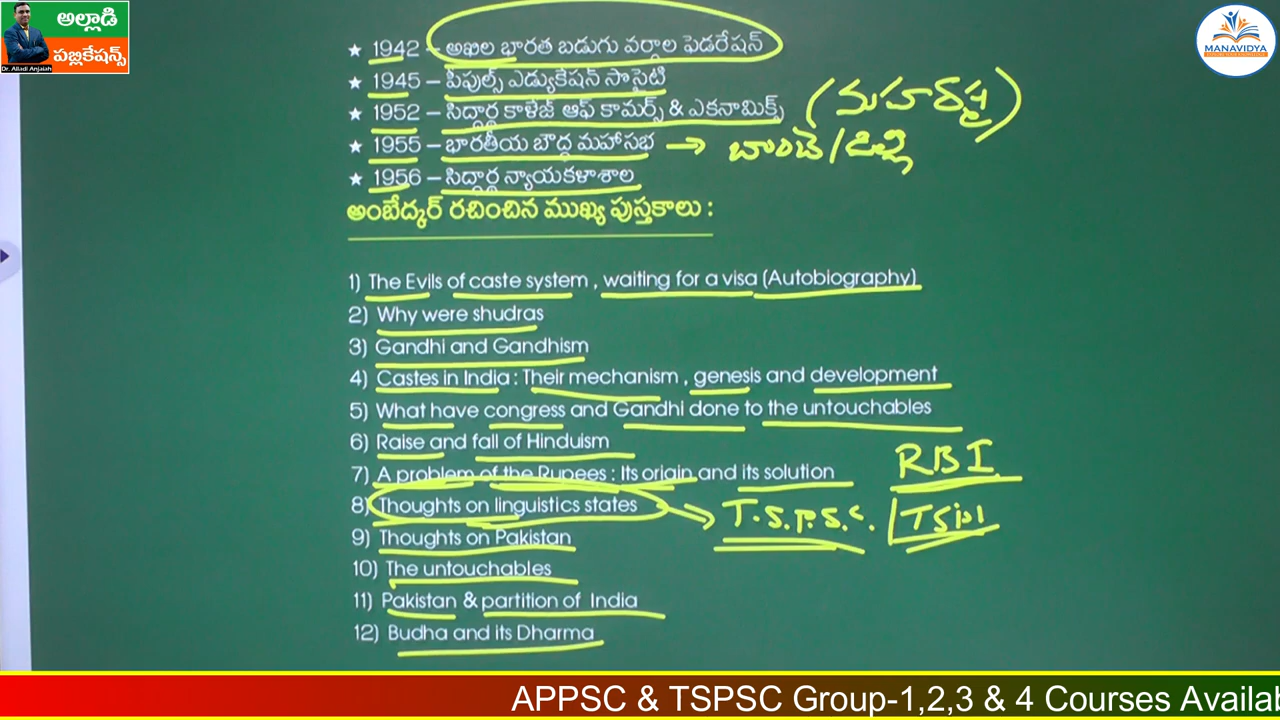 అల్లాడి
పబ్లికేషన్స్
Dr. Alladi Anjaiah
MANAVIDYA
★ 1942 – అఖిల భారత బడుగు వర్గాల ఫెడరేషన్
★ 1945 – పీపుల్స్ ఎడ్యుకేషన్ సొసైటీ
★ 1952 – సిద్ధార్థ కాలేజ్ ఆఫ్ కామర్స్ & ఎకనామిక్స్ (మహారాష్ట్ర)
★ 1955 – భారతీయ బౌద్ధ మహాసభ → బాంబే / ఢిల్లీ
★ 1956 – సిద్ధార్థ న్యాయకళాశాల
అంబేద్కర్ రచించిన ముఖ్య పుస్తకాలు :
1) The Evils of caste system , waiting for a visa (Autobiography)
2) Why were shudras
3) Gandhi and Gandhism
4) Castes in India : Their mechanism , genesis and development
5) What have congress and Gandhi done to the untouchables
6) Raise and fall of Hinduism
7) A problem of the Rupees : Its origin and its solution RBI
8) Thoughts on linguistics states → T.S.P.S.C.
9) Thoughts on Pakistan
10) The untouchables
11) Pakistan & partition of India
12) Budha and its Dharma
APPSC & TSPSC Group-1,2,3 & 4 Courses Availab